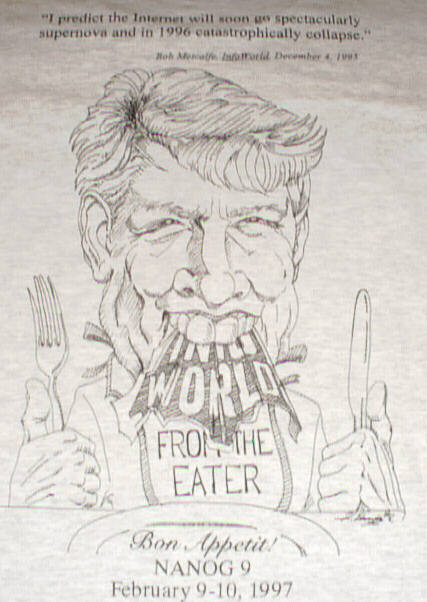 "I predict the Internet will soon go spectacularly
supernova and in 1996 catastrophically collapse."
Bob Metcalfe, InfoWorld, December 4, 1995
INFO
WORLD
FROM THE
EATER
Bon Appetit!
NANOG 9
February 9-10, 1997